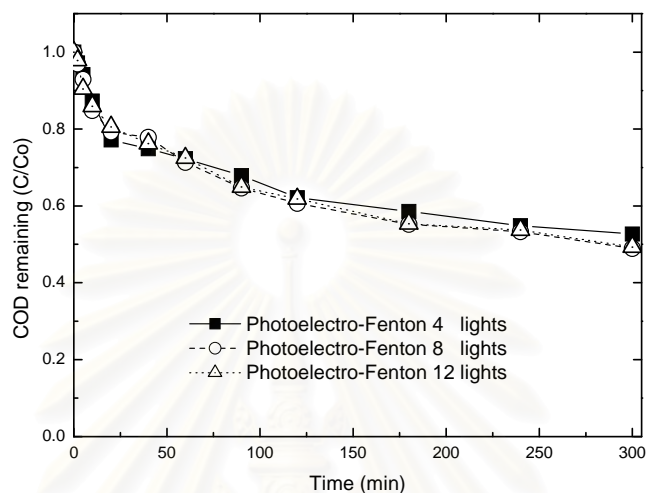 1.0
0.8
0.6
0.4
0.2
0.0
COD remaining (C/Co)
Photoelectro-Fenton 4 lights
Photoelectro-Fenton 8 lights
Photoelectro-Fenton 12 lights
0 50 100 150 200 250 300
Time (min)